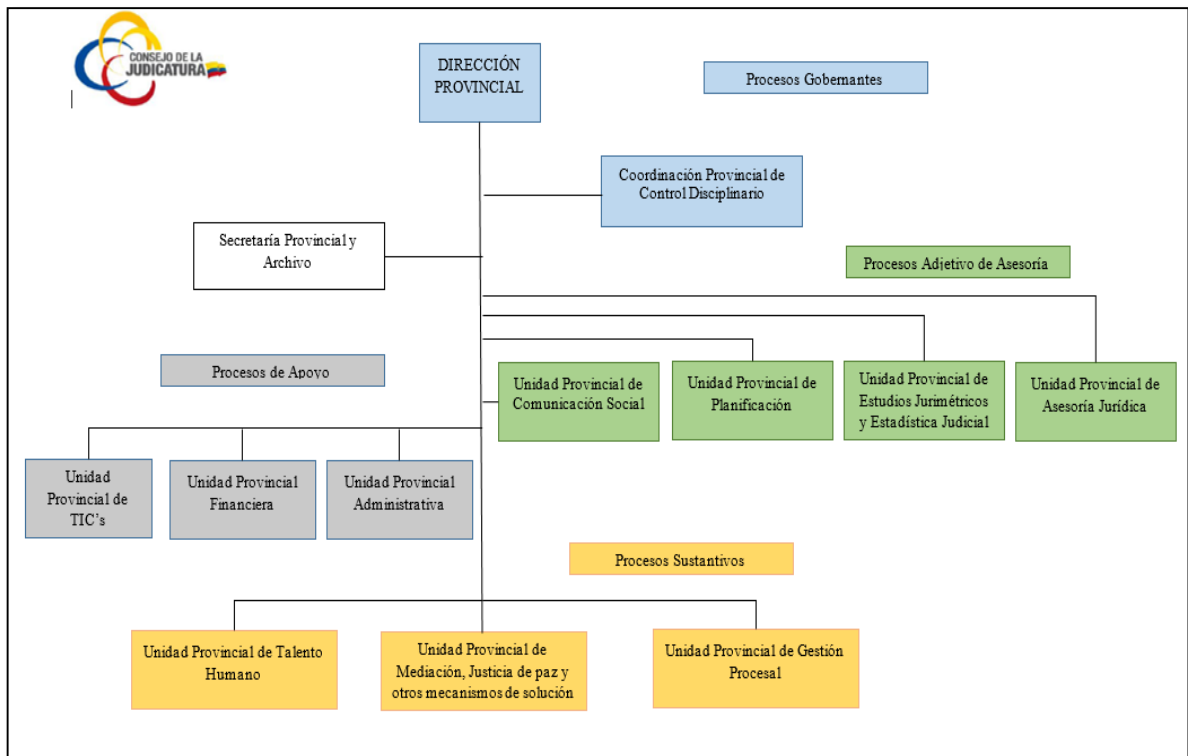 CONSEJO DE LA
JUDICATURA
DIRECCIÓN
PROVINCIAL
Procesos Gobernantes
Coordinación Provincial de
Control Disciplinario
Secretaría Provincial y
Archivo
Procesos Adjetivo de Asesoría
Procesos de Apoyo
Unidad Provincial de
Comunicación Social
Unidad Provincial de
Planificación
Unidad Provincial de
Estudios Jurimétricos
y Estadística Judicial
Unidad Provincial de
Asesoría Jurídica
Unidad
Provincial de
TIC’s
Unidad Provincial
Financiera
Unidad Provincial
Administrativa
Procesos Sustantivos
Unidad Provincial de Talento
Humano
Unidad Provincial de
Mediación, Justicia de paz y
otros mecanismos de solución
Unidad Provincial de Gestión
Procesal